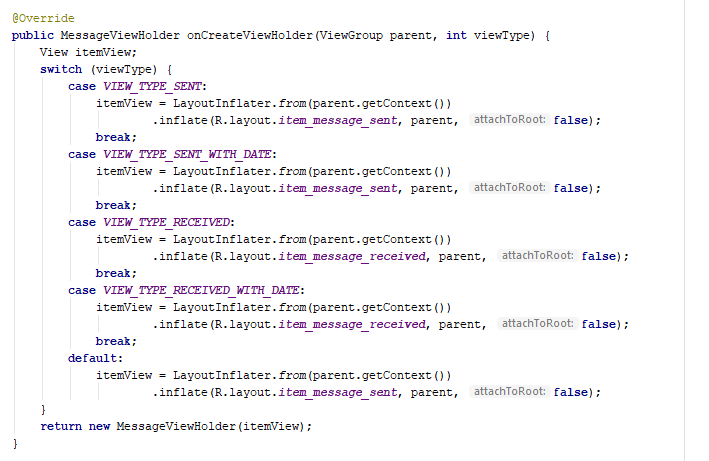 @Override
public MessageViewHolder onCreateViewHolder(ViewGroup parent, int viewType) {
    View itemView;
    switch (viewType) {
        case VIEW_TYPE_SENT:
            itemView = LayoutInflater.from(parent.getContext())
                    .inflate(R.layout.item_message_sent, parent, attachToRoot: false);
            break;
        case VIEW_TYPE_SENT_WITH_DATE:
            itemView = LayoutInflater.from(parent.getContext())
                    .inflate(R.layout.item_message_sent, parent, attachToRoot: false);
            break;
        case VIEW_TYPE_RECEIVED:
            itemView = LayoutInflater.from(parent.getContext())
                    .inflate(R.layout.item_message_received, parent, attachToRoot: false);
            break;
        case VIEW_TYPE_RECEIVED_WITH_DATE:
            itemView = LayoutInflater.from(parent.getContext())
                    .inflate(R.layout.item_message_received, parent, attachToRoot: false);
            break;
        default:
            itemView = LayoutInflater.from(parent.getContext())
                    .inflate(R.layout.item_message_sent, parent, attachToRoot: false);
    }
    return new MessageViewHolder(itemView);
}